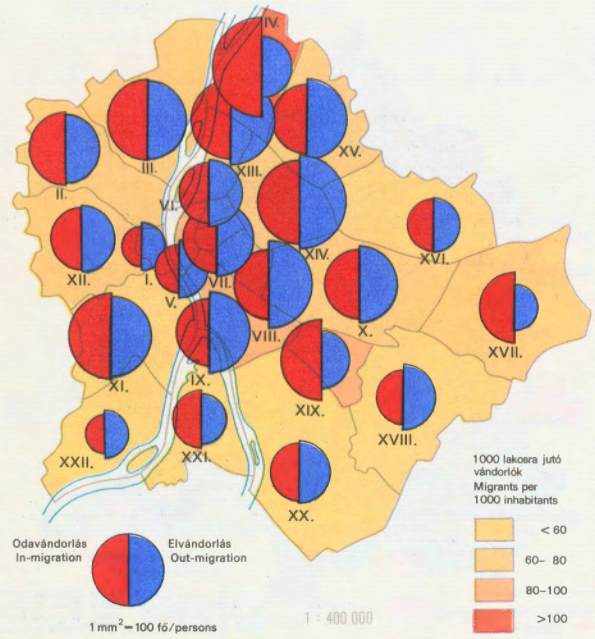 IV.
II.
III.
XIII.
XV.
VI.
XIV.
XVI.
XII.
I.
V.
VII.
VIII.
X.
XVII.
XI.
IX.
XIX.
XVIII.
XXII.
XXI.
XX.
1000 lakosra jutó
vándorlók
Migrants per
1000 inhabitants
< 60
60– 80
80–100
>100
Odavándorlás
In-migration
Elvándorlás
Out-migration
1 mm²=100 fő/persons
1 : 400 000